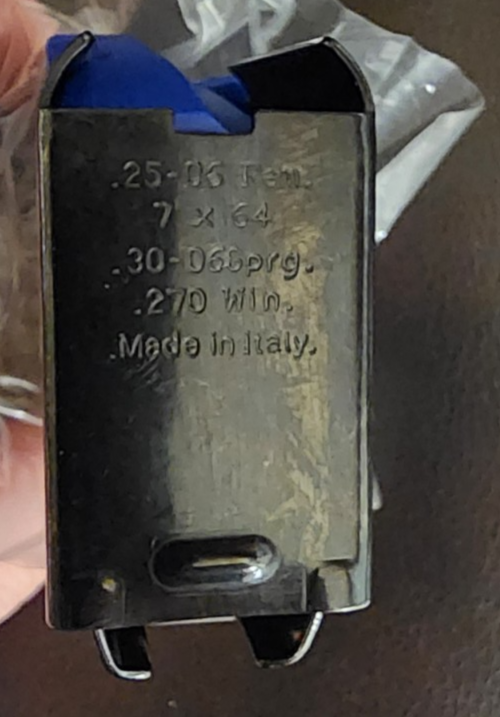 .25-06 Rem.
7 x 64
.30-06Sprg.
.270 Win.
.Made in Italy.